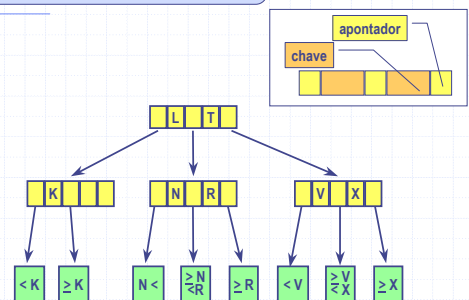 apontador
chave
L T
K
N R
V X
< K
≥ K
N <
≥ N
<R
≥ R
< V
≥ V
< X
≥ X